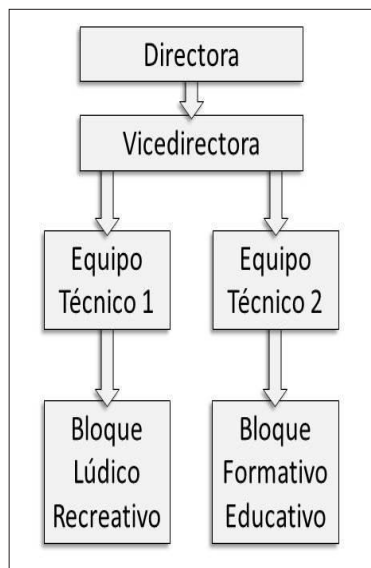 Directora
Vicedirectora
Equipo
Técnico 1
Equipo
Técnico 2
Bloque
Lúdico
Recreativo
Bloque
Formativo
Educativo